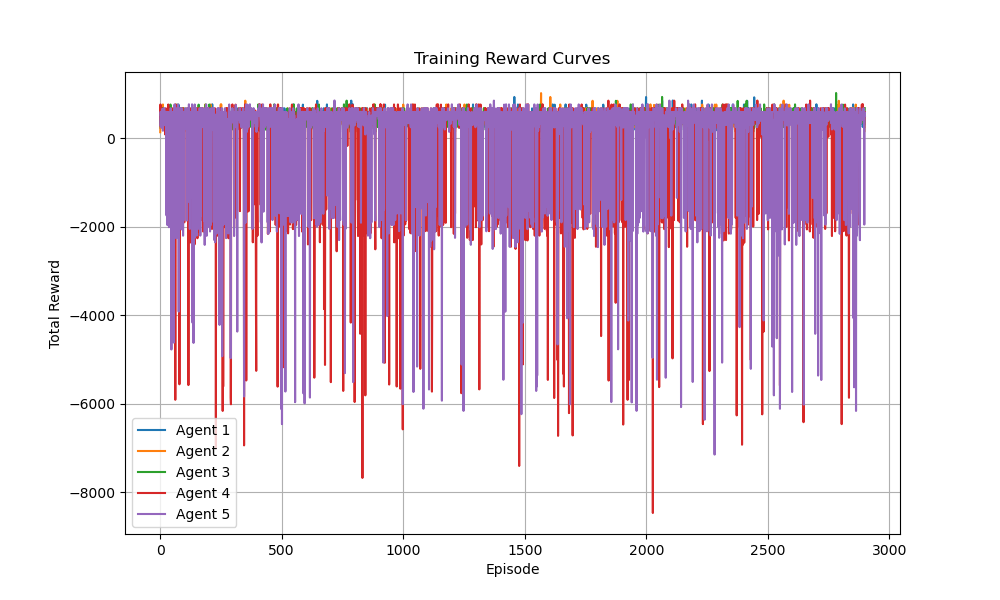 Training Reward Curves
Total Reward
0
−2000
−4000
−6000
−8000
Agent 1
Agent 2
Agent 3
Agent 4
Agent 5
0 500 1000 1500 2000 2500 3000
Episode